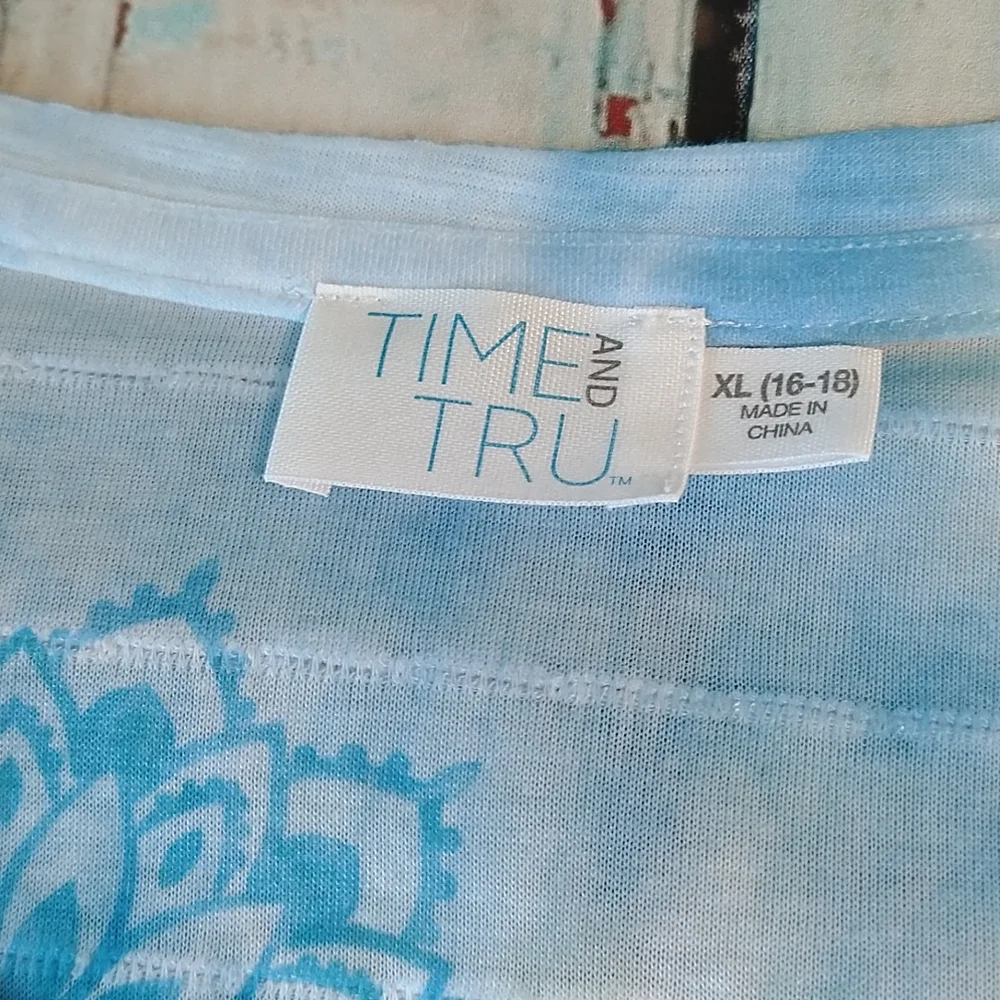 TIME AND
TRU™
XL (16-18)
MADE IN
CHINA